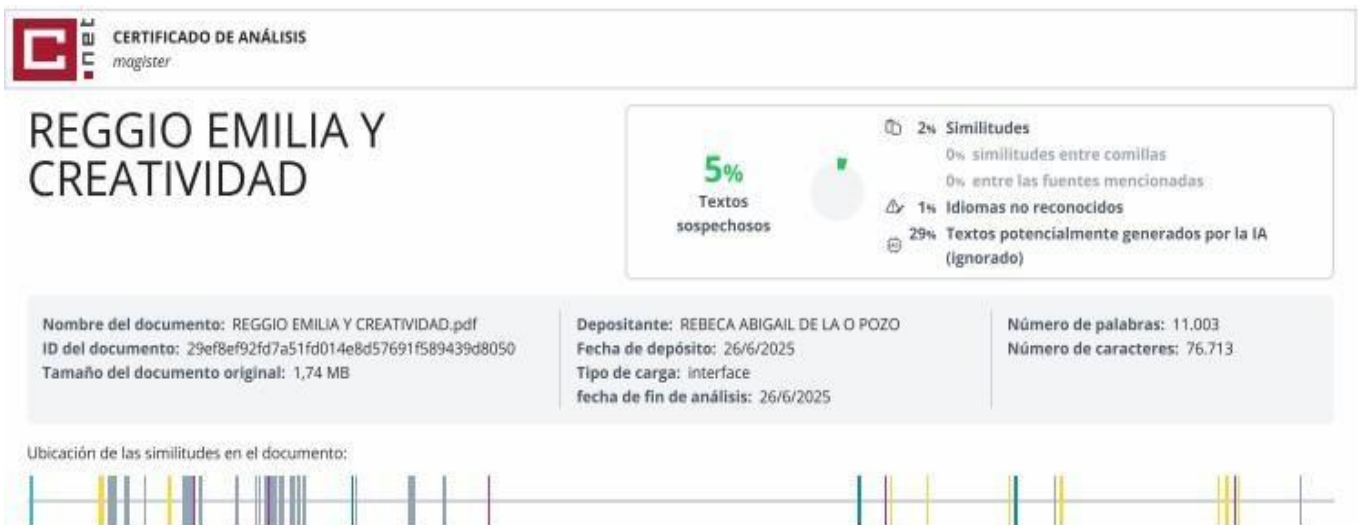 C
.net
CERTIFICADO DE ANÁLISIS
magister
REGGIO EMILIA Y
CREATIVIDAD
5%
Textos
sospechosos
2% Similitudes
0% similitudes entre comillas
0% entre las fuentes mencionadas
1% Idiomas no reconocidos
29% Textos potencialmente generados por la IA
(ignorado)
Nombre del documento: REGGIO EMILIA Y CREATIVIDAD.pdf
ID del documento: 29ef8ef92fd7a51fd014e8d57691f589439d8050
Tamaño del documento original: 1,74 MB
Depositante: REBECA ABIGAIL DE LA O POZO
Fecha de depósito: 26/6/2025
Tipo de carga: interface
fecha de fin de análisis: 26/6/2025
Número de palabras: 11.003
Número de caracteres: 76.713
Ubicación de las similitudes en el documento: